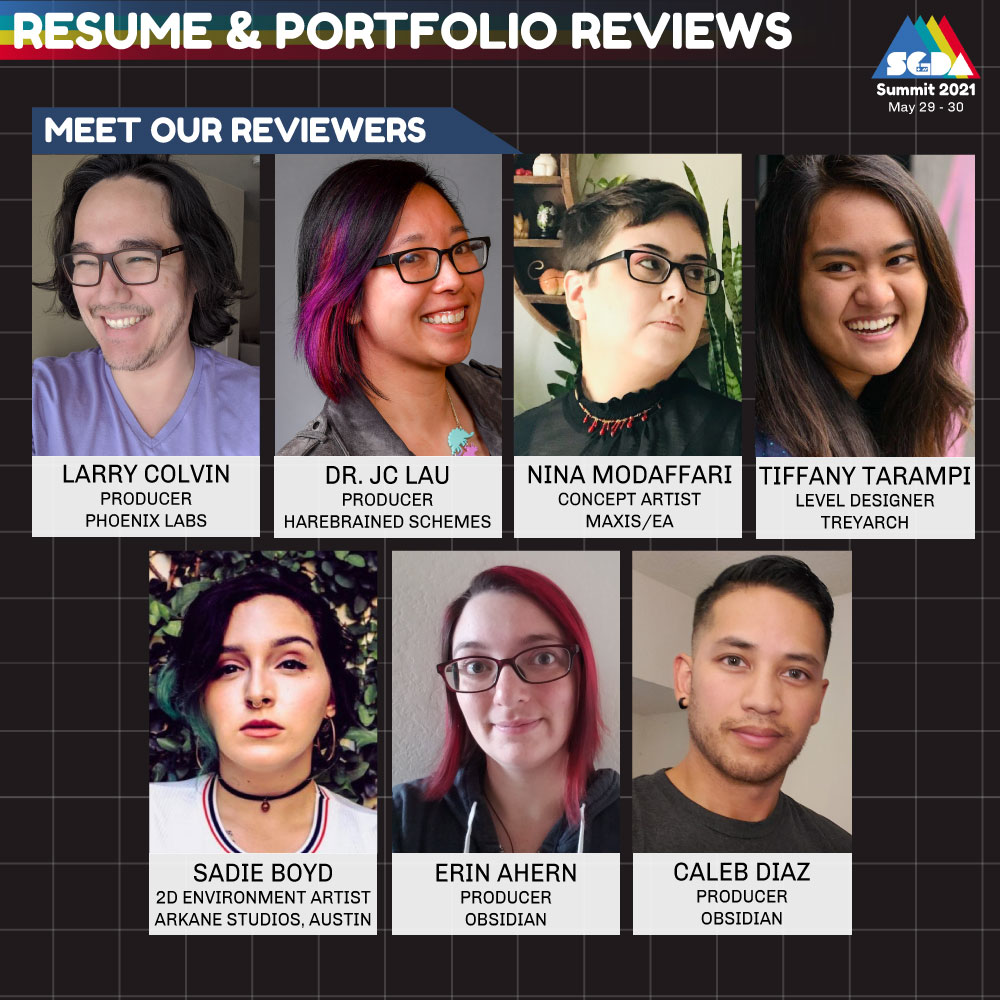 RESUME & PORTFOLIO REVIEWS
SGDA
Summit 2021
May 29 - 30
MEET OUR REVIEWERS
LARRY COLVIN
PRODUCER
PHOENIX LABS
DR. JC LAU
PRODUCER
HAREBRAINED SCHEMES
NINA MODAFFARI
CONCEPT ARTIST
MAXIS/EA
TIFFANY TARAMPI
LEVEL DESIGNER
TREYARCH
SADIE BOYD
2D ENVIRONMENT ARTIST
ARKANE STUDIOS, AUSTIN
ERIN AHERN
PRODUCER
OBSIDIAN
CALEB DIAZ
PRODUCER
OBSIDIAN